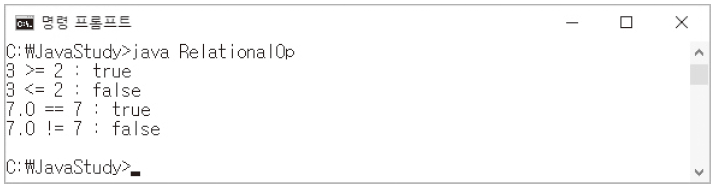 명령 프롬프트
C:₩JavaStudy>java RelationalOp
3 >= 2 : true
3 <= 2 : false
7.0 == 7 : true
7.0 != 7 : false
C:₩JavaStudy>